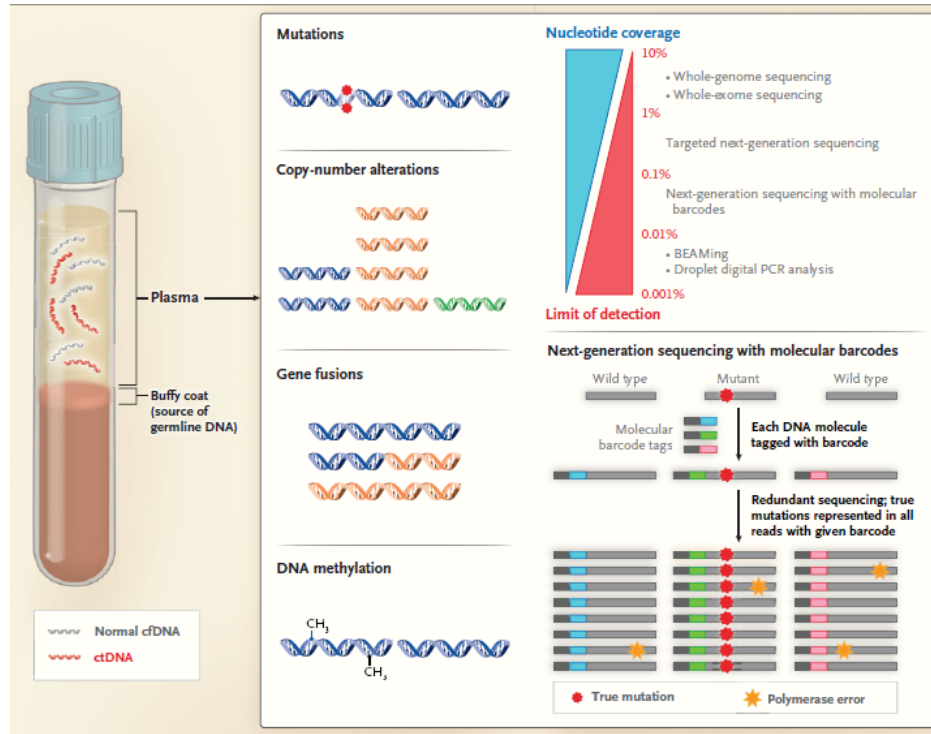 Plasma
Buffy coat
(source of
germline DNA)
Normal cfDNA
ctDNA
Mutations
Copy-number alterations
Gene fusions
DNA methylation
CH3
CH3
Nucleotide coverage
10%
• Whole-genome sequencing
• Whole-exome sequencing
1%
Targeted next-generation sequencing
0.1%
Next-generation sequencing with molecular
barcodes
0.01%
• BEAMing
• Droplet digital PCR analysis
0.001%
Limit of detection
Next-generation sequencing with molecular barcodes
Wild type
Mutant
Wild type
Molecular
barcode tags
Each DNA molecule
tagged with barcode
Redundant sequencing; true
mutations represented in all
reads with given barcode
True mutation
Polymerase error